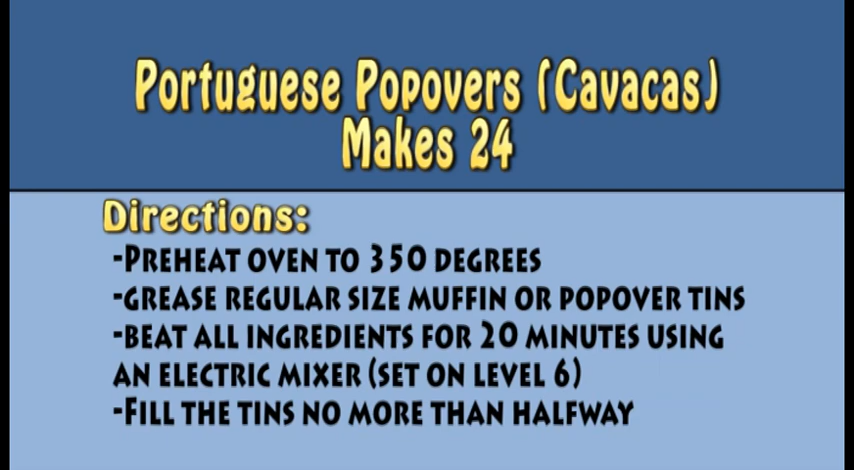 Portuguese Popovers (Cavacas)
Makes 24
Directions:
-Preheat oven to 350 degrees
-grease regular size muffin or popover tins
-beat all ingredients for 20 minutes using
an electric mixer (set on level 6)
-Fill the tins no more than halfway